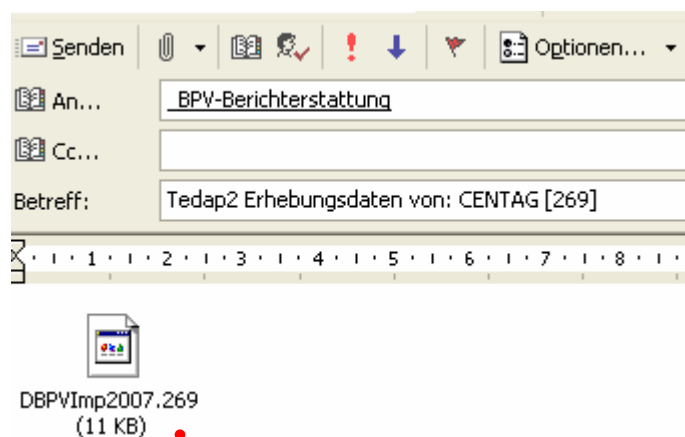 Senden Optionen...
An... _BPV-Berichterstattung
Cc...
Betreff: Tedap2 Erhebungsdaten von: CENTAG [269]
1 2 3 4 5 6 7 8
DBPVImp2007.269
(11 KB)